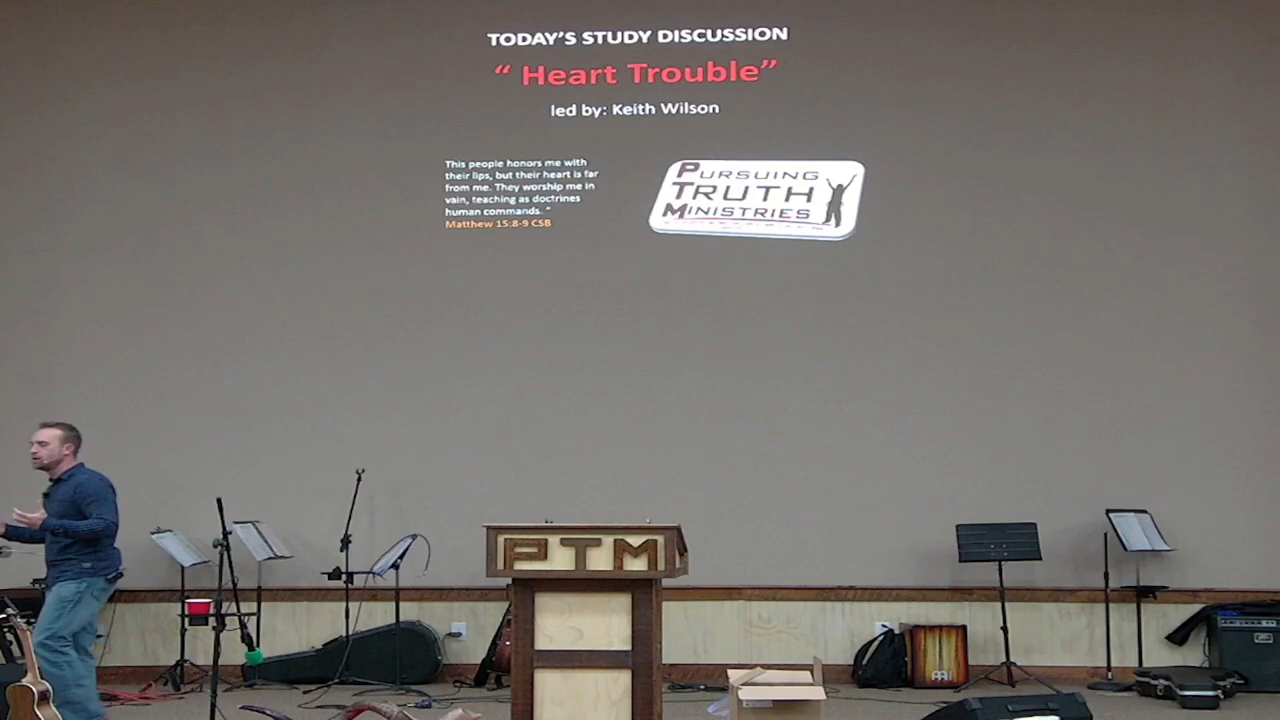 TODAY'S STUDY DISCUSSION
“ Heart Trouble”
led by: Keith Wilson
This people honors me with
their lips, but their heart is far
from me. They worship me in
vain, teaching as doctrines
human commands. ”
Matthew 15:8-9 CSB
PURSUING
TRUTH
MINISTRIES
PTM